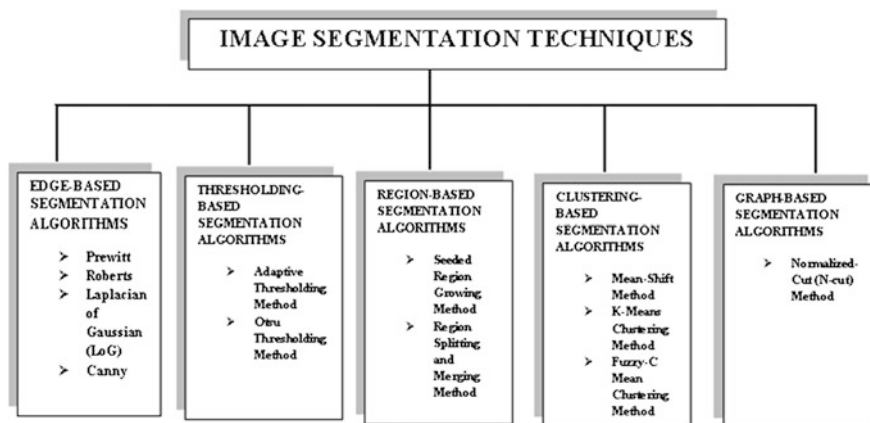 IMAGE SEGMENTATION TECHNIQUES
EDGE-BASED
SEGMENTATION
ALGORITHMS
➤ Prewitt
➤ Roberts
➤ Laplacian
of
Gaussian
(LoG)
➤ Canny
THRESHOLDING-
BASED
SEGMENTATION
ALGORITHMS
➤ Adaptive
Thresholding
Method
➤ Otsu
Thresholding
Method
REGION-BASED
SEGMENTATION
ALGORITHMS
➤ Seeded
Region
Growing
Method
➤ Region
Splitting
and
Merging
Method
CLUSTERING-
BASED
SEGMENTATION
ALGORITHMS
➤ Mean-Shift
Method
➤ K-Means
Clustering
Method
➤ Fuzzy-C
Mean
Clustering
Method
GRAPH-BASED
SEGMENTATION
ALGORITHMS
➤ Normalized-
Cut (N-cut)
Method